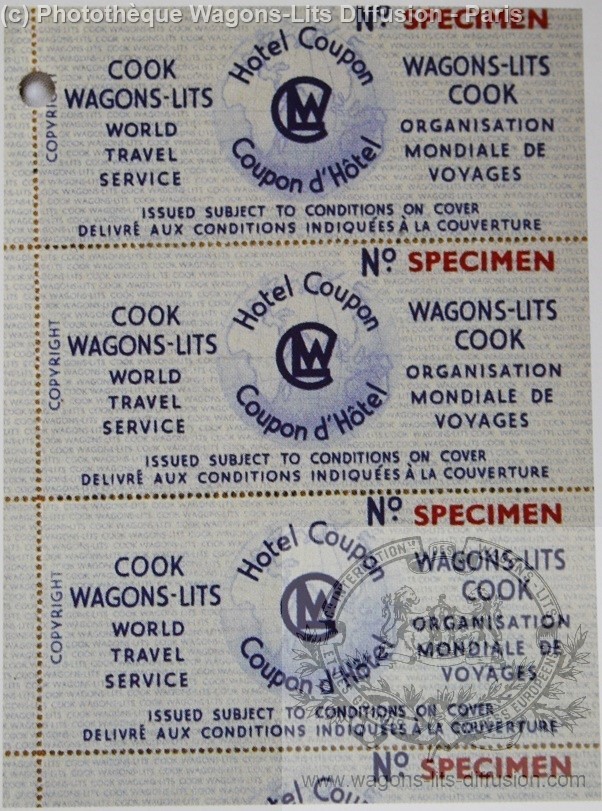 (c) Photothèque Wagons-Lits Diffusion - Paris
Nº SPECIMEN
COPYRIGHT
COOK
WAGONS-LITS
WORLD
TRAVEL
SERVICE
Hotel Coupon
Coupon d'Hôtel
WAGONS-LITS
COOK
ORGANISATION
MONDIALE DE
VOYAGES
ISSUED SUBJECT TO CONDITIONS ON COVER
DELIVRÉ AUX CONDITIONS INDIQUÉES À LA COUVERTURE
Nº SPECIMEN
COPYRIGHT
COOK
WAGONS-LITS
WORLD
TRAVEL
SERVICE
Hotel Coupon
Coupon d'Hôtel
WAGONS-LITS
COOK
ORGANISATION
MONDIALE DE
VOYAGES
ISSUED SUBJECT TO CONDITIONS ON COVER
DELIVRÉ AUX CONDITIONS INDIQUÉES À LA COUVERTURE
Nº SPECIMEN
COPYRIGHT
COOK
WAGONS-LITS
WORLD
TRAVEL
SERVICE
Hotel Coupon
Coupon d'Hôtel
WAGONS-LITS
COOK
ORGANISATION
MONDIALE DE
VOYAGES
ISSUED SUBJECT TO CONDITIONS ON COVER
DELIVRÉ AUX CONDITIONS INDIQUÉES À LA COUVERTURE
Nº SPECIMEN
www.wagons-lits-diffusion.com
Hotel Coupon